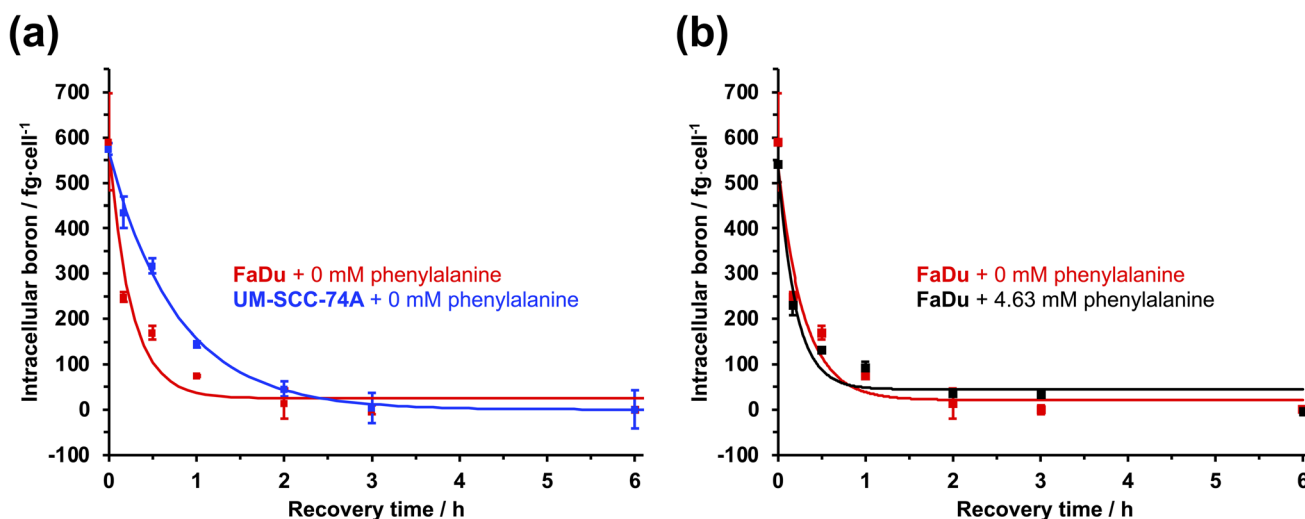 (a)
Intracellular boron / fg·cell⁻¹
700
600
500
400
300
200
100
0
-100
FaDu + 0 mM phenylalanine
UM-SCC-74A + 0 mM phenylalanine
0 1 2 3 4 5 6
Recovery time / h
(b)
Intracellular boron / fg·cell⁻¹
700
600
500
400
300
200
100
0
-100
FaDu + 0 mM phenylalanine
FaDu + 4.63 mM phenylalanine
0 1 2 3 4 5 6
Recovery time / h